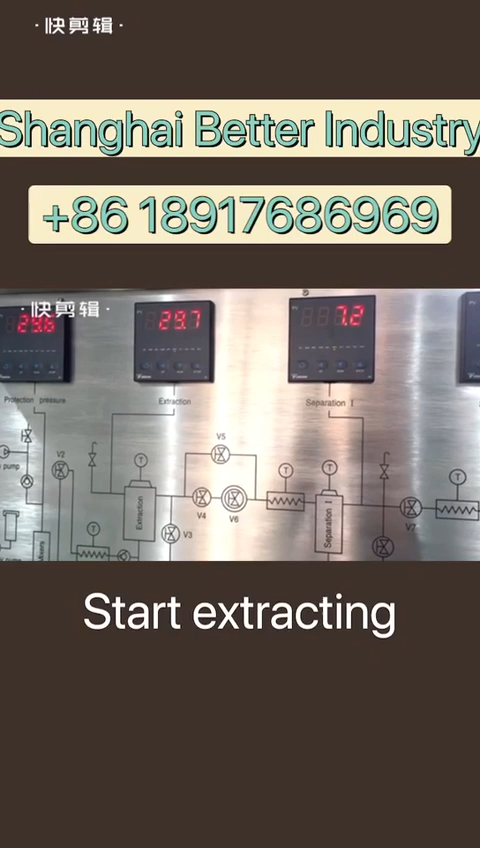 ·快剪辑·
Shanghai Better Industry
+86 18917686969
·快剪辑·
29.7
7.2
Protection pressure
Extraction
Separation I
V5
V2
T
T
T
pump
Extraction
V4
V6
Separation I
V7
T
V3
T
Start extracting